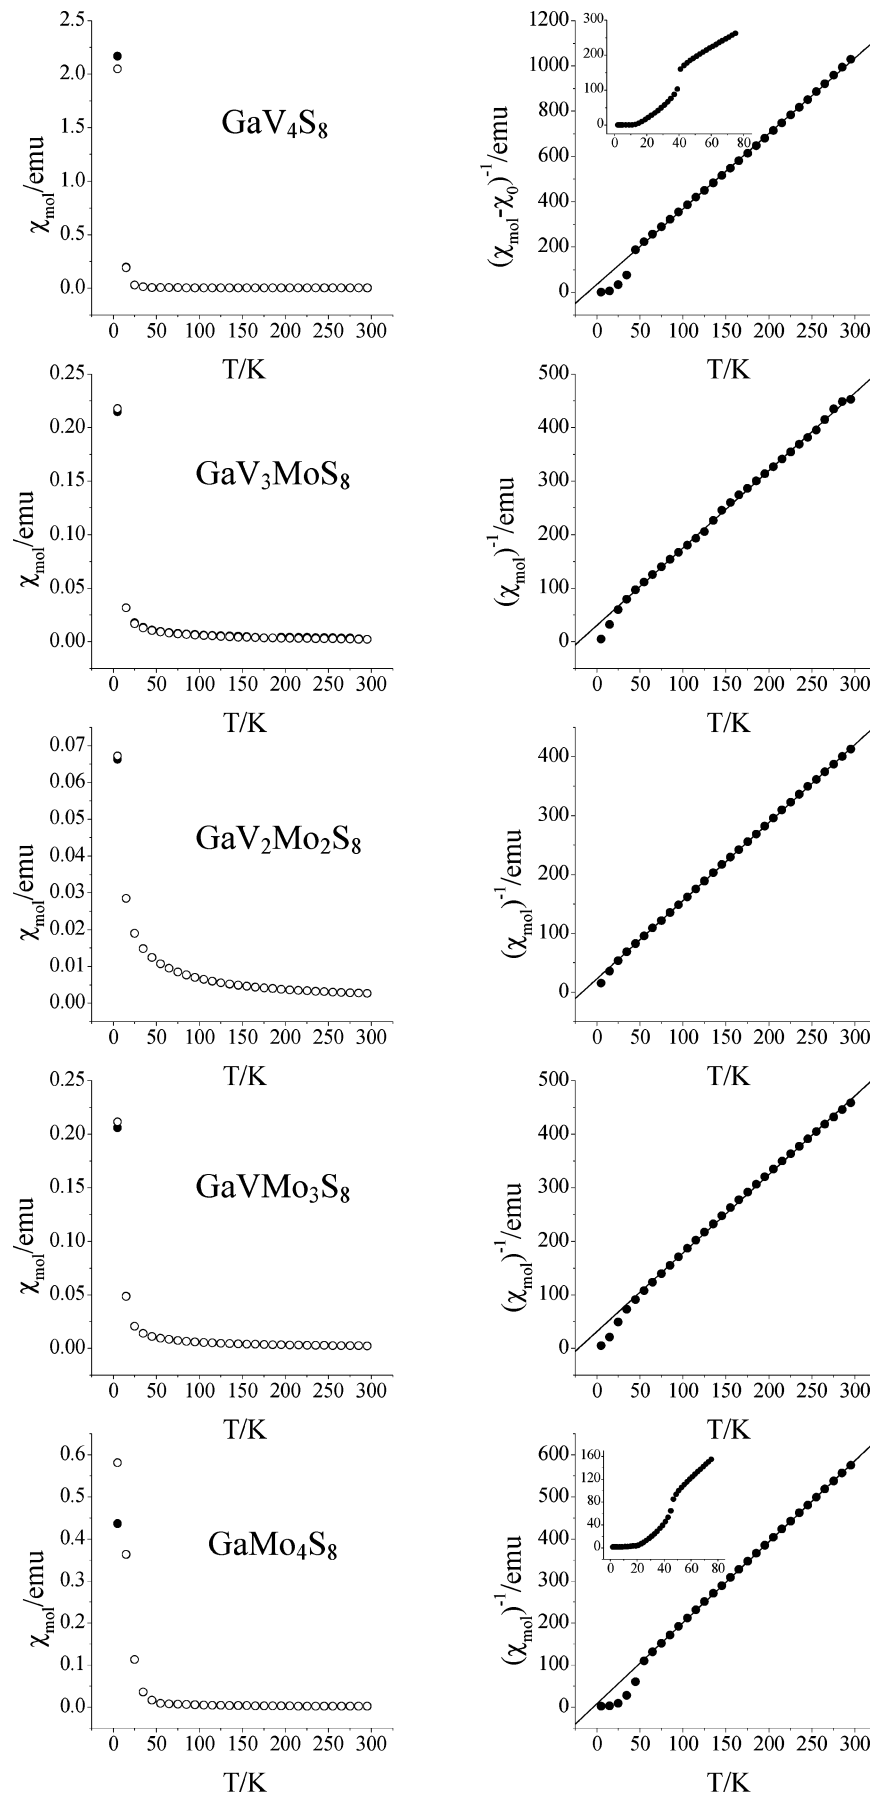 2.5
2.0
1.5
1.0
0.5
0.0
χmol/emu
GaV4S8
0 50 100 150 200 250 300
T/K
1200
1000
800
600
400
200
0
(χmol-χ0)-1/emu
300
200
100
0
0 20 40 60 80
0 50 100 150 200 250 300
T/K
0.25
0.20
0.15
0.10
0.05
0.00
χmol/emu
GaV3MoS8
0 50 100 150 200 250 300
T/K
500
400
300
200
100
0
(χmol)-1/emu
0 50 100 150 200 250 300
T/K
0.07
0.06
0.05
0.04
0.03
0.02
0.01
0.00
χmol/emu
GaV2Mo2S8
0 50 100 150 200 250 300
T/K
400
300
200
100
0
(χmol)-1/emu
0 50 100 150 200 250 300
T/K
0.25
0.20
0.15
0.10
0.05
0.00
χmol/emu
GaVMo3S8
0 50 100 150 200 250 300
T/K
500
400
300
200
100
0
(χmol)-1/emu
0 50 100 150 200 250 300
T/K
0.6
0.5
0.4
0.3
0.2
0.1
0.0
χmol/emu
GaMo4S8
0 50 100 150 200 250 300
T/K
600
500
400
300
200
100
0
(χmol)-1/emu
160
120
80
40
0
0 20 40 60 80
0 50 100 150 200 250 300
T/K